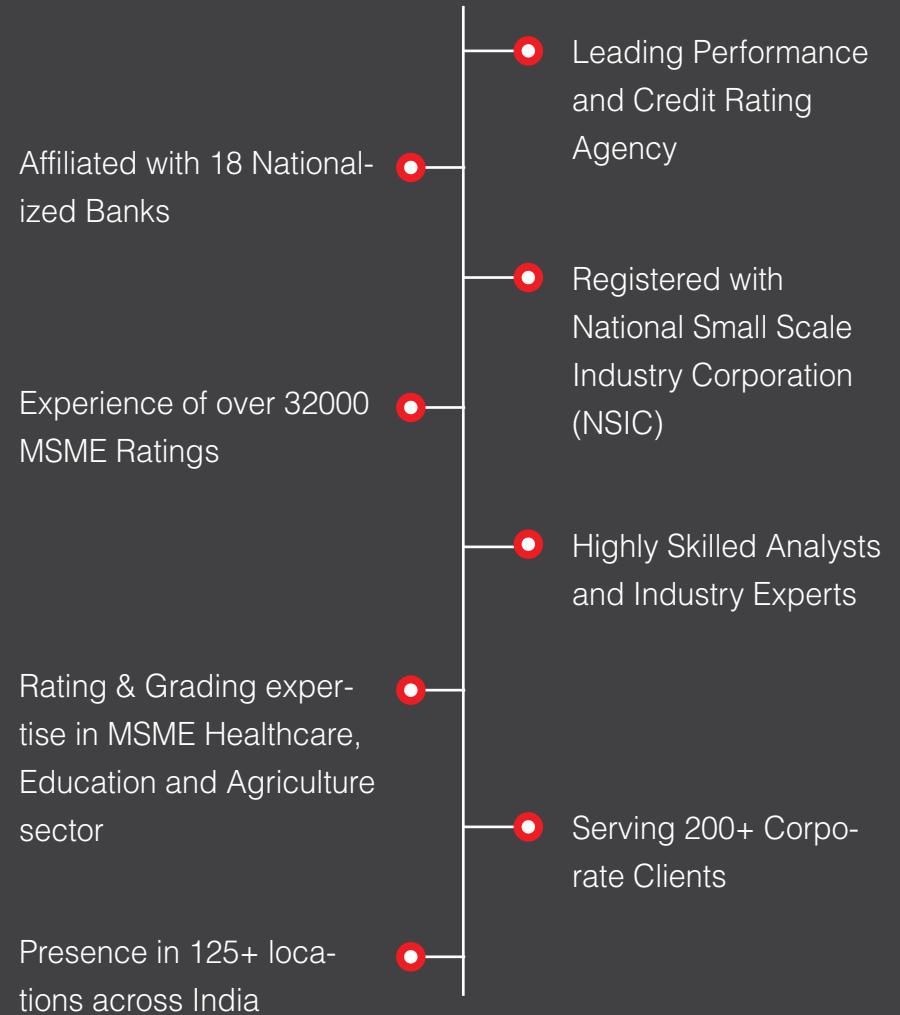 Leading Performance
and Credit Rating
Agency
Affiliated with 18 National-
ized Banks
Registered with
National Small Scale
Industry Corporation
(NSIC)
Experience of over 32000
MSME Ratings
Highly Skilled Analysts
and Industry Experts
Rating & Grading exper-
tise in MSME Healthcare,
Education and Agriculture
sector
Serving 200+ Corpo-
rate Clients
Presence in 125+ loca-
tions across India